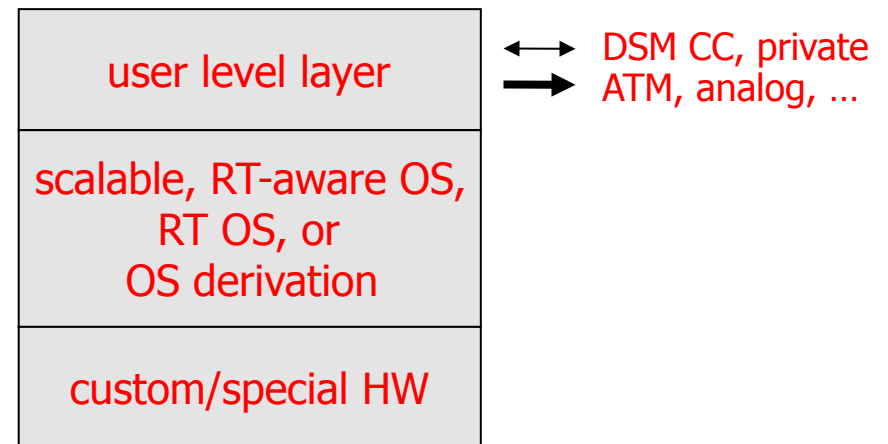 user level layer
DSM CC, private
ATM, analog, ...
scalable, RT-aware OS,
RT OS, or
OS derivation
custom/special HW